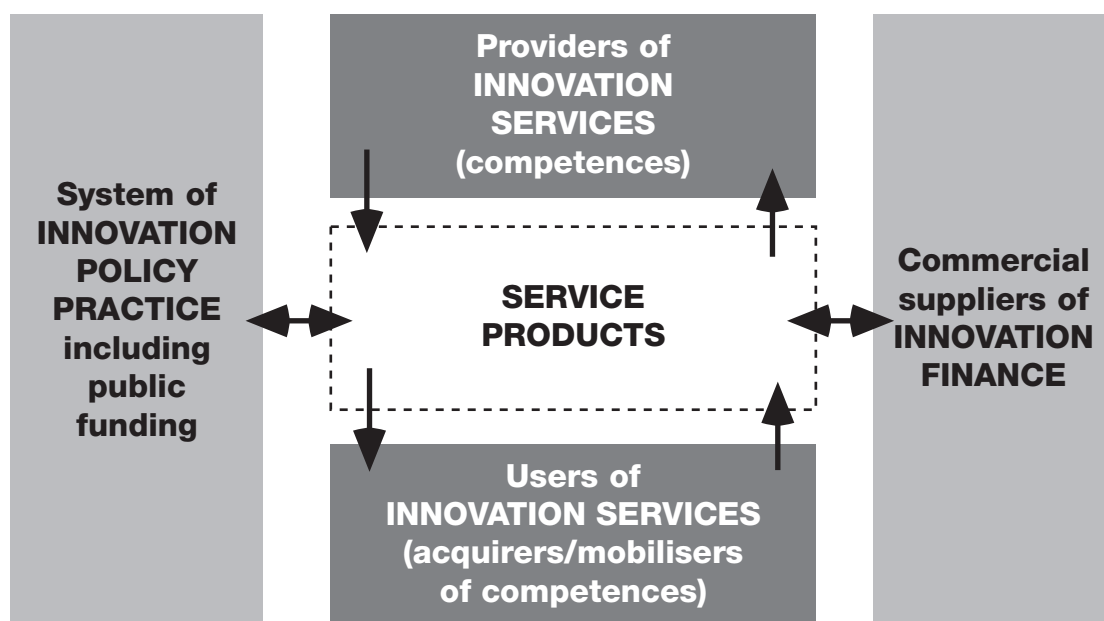 Providers of
INNOVATION
SERVICES
(competences)
System of
INNOVATION
POLICY
PRACTICE
including
public
funding
SERVICE
PRODUCTS
Commercial
suppliers of
INNOVATION
FINANCE
Users of
INNOVATION SERVICES
(acquirers/mobilisers
of competences)